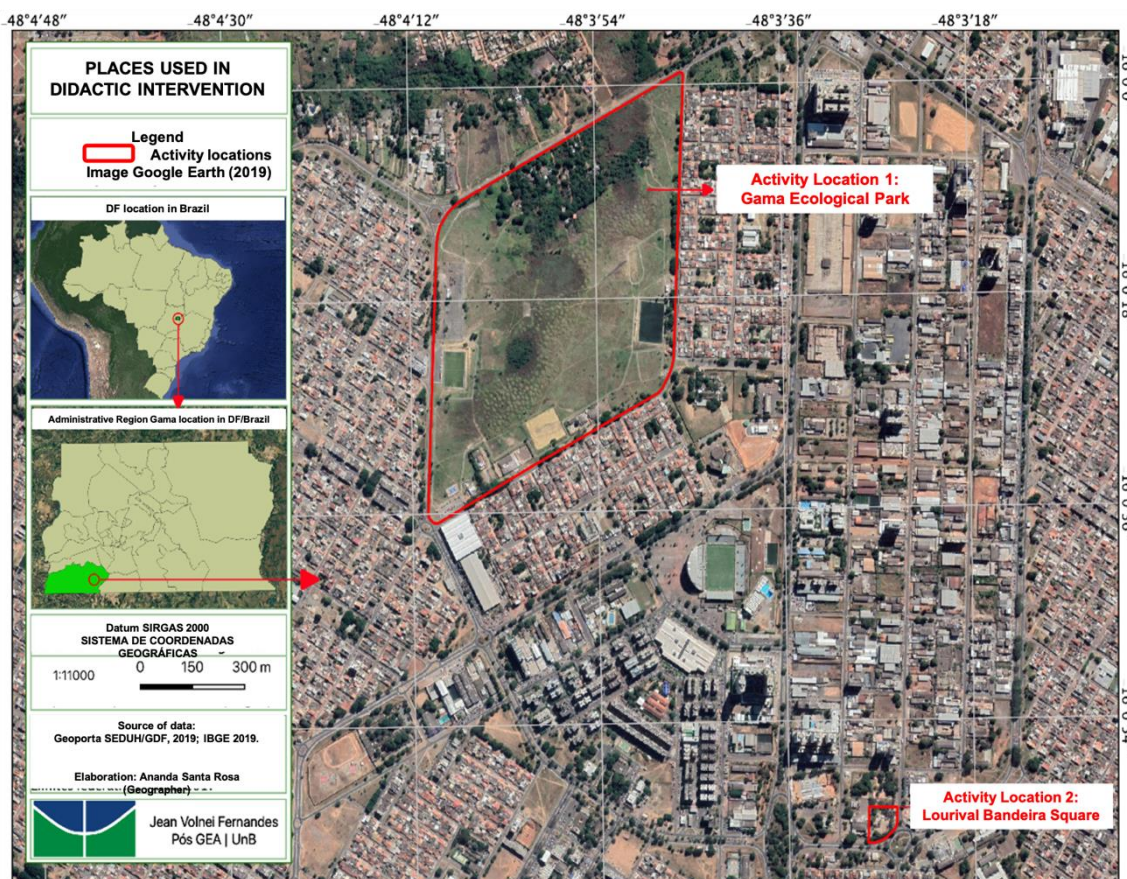 -48°4'48" -48°4'30" -48°4'12" -48°3'54" -48°3'36" -48°3'18"
PLACES USED IN
DIDACTIC INTERVENTION
Legend
Activity locations
Image Google Earth (2019)
DF location in Brazil
Administrative Region Gama location in DF/Brazil
Datum SIRGAS 2000
SISTEMA DE COORDENADAS
GEOGRÁFICAS
1:11000 0 150 300 m
Source of data:
Geoporta SEDUH/GDF, 2019; IBGE 2019.
Elaboration: Ananda Santa Rosa
(Geographer)
Jean Volnei Fernandes
Pós GEA | UnB
Activity Location 1:
Gama Ecological Park
Activity Location 2:
Lourival Bandeira Square